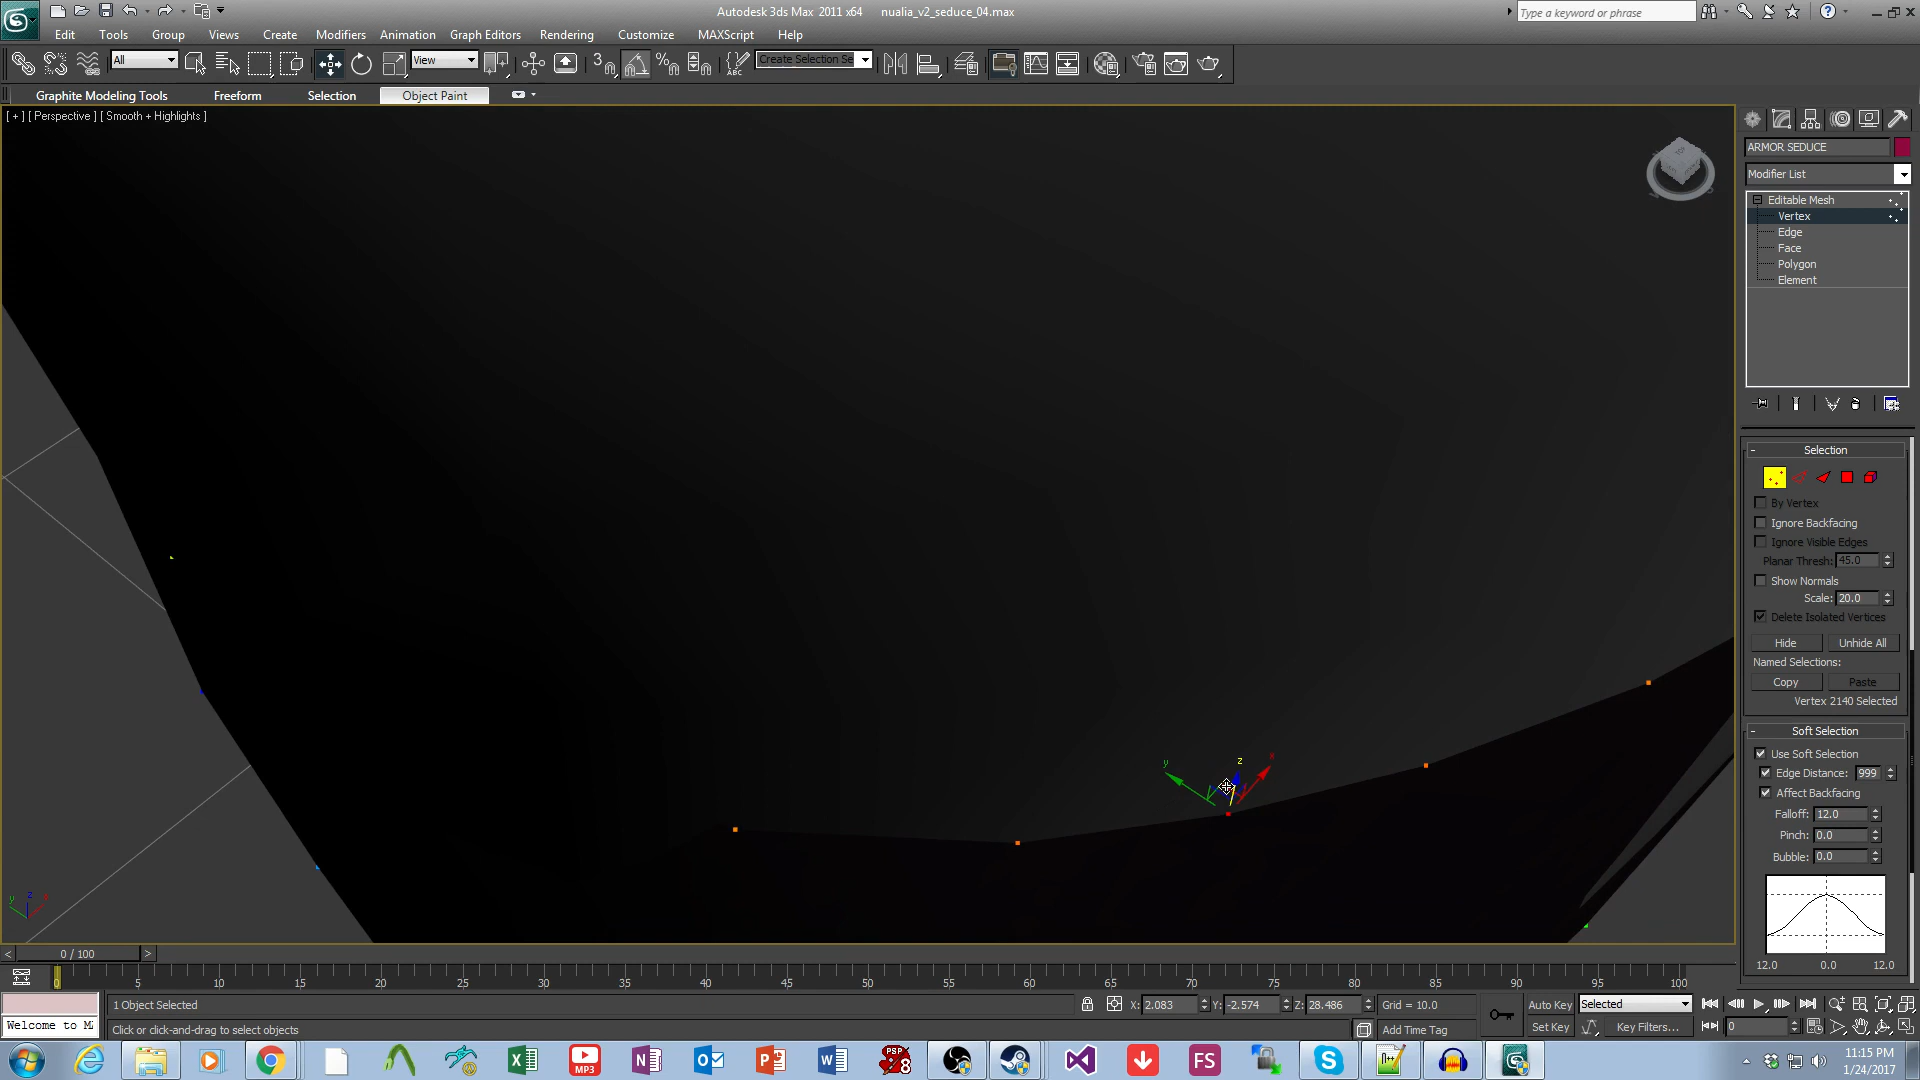 Autodesk 3ds Max 2011 x64 nualia_v2_seduce_04.max
Type a keyword or phrase
Edit Tools Group Views Create Modifiers Animation Graph Editors Rendering Customize MAXScript Help
All View Create Selection Se
Graphite Modeling Tools Freeform Selection Object Paint
[ + ] [ Perspective ] [ Smooth + Highlights ]
ARMOR SEDUCE
Modifier List
Editable Mesh
Vertex
Edge
Face
Polygon
Element
- Selection
By Vertex
Ignore Backfacing
Ignore Visible Edges
Planar Thresh: 45.0
Show Normals
Scale: 20.0
Delete Isolated Vertices
Hide Unhide All
Named Selections:
Copy Paste
Vertex 2140 Selected
- Soft Selection
Use Soft Selection
Edge Distance: 999
Affect Backfacing
Falloff: 12.0
Pinch: 0.0
Bubble: 0.0
12.0 0.0 12.0
y z x
y z x
< 0 / 100 >
0 5 10 15 20 25 30 35 40 45 50 55 60 65 70 75 80 85 90 95 100
1 Object Selected X: 2.083 Y: -2.574 Z: 28.486 Grid = 10.0 Auto Key Selected
Welcome to M
Click or click-and-drag to select objects Add Time Tag Set Key Key Filters... 0
MP3 PSP 8 FS
11:15 PM
1/24/2017